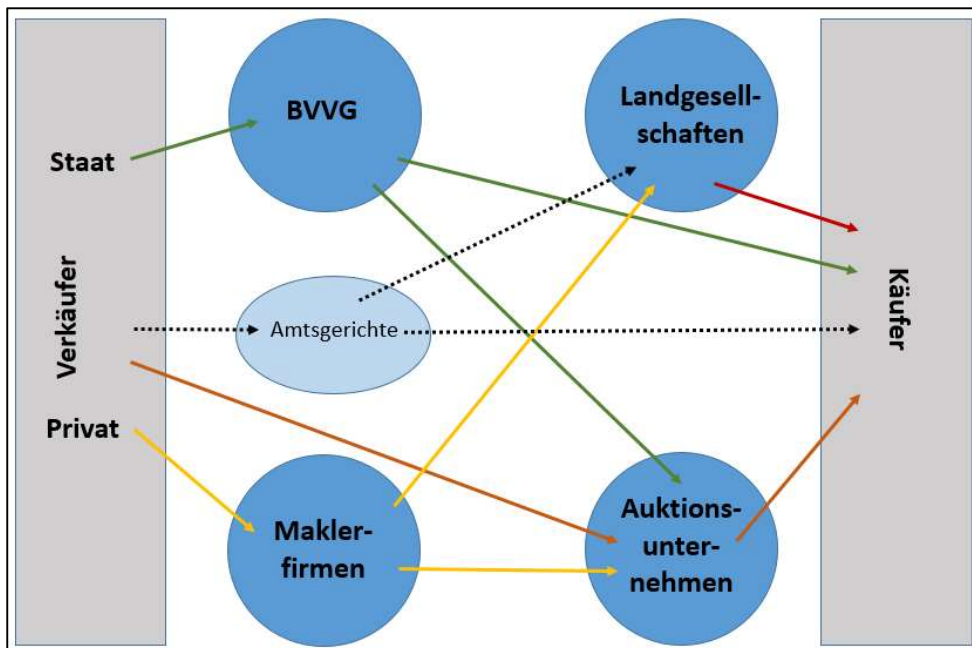 Staat
Verkäufer
Privat
BVVG
Amtsgerichte
Makler-
firmen
Landgesell-
schaften
Auktions-
unter-
nehmen
Käufer